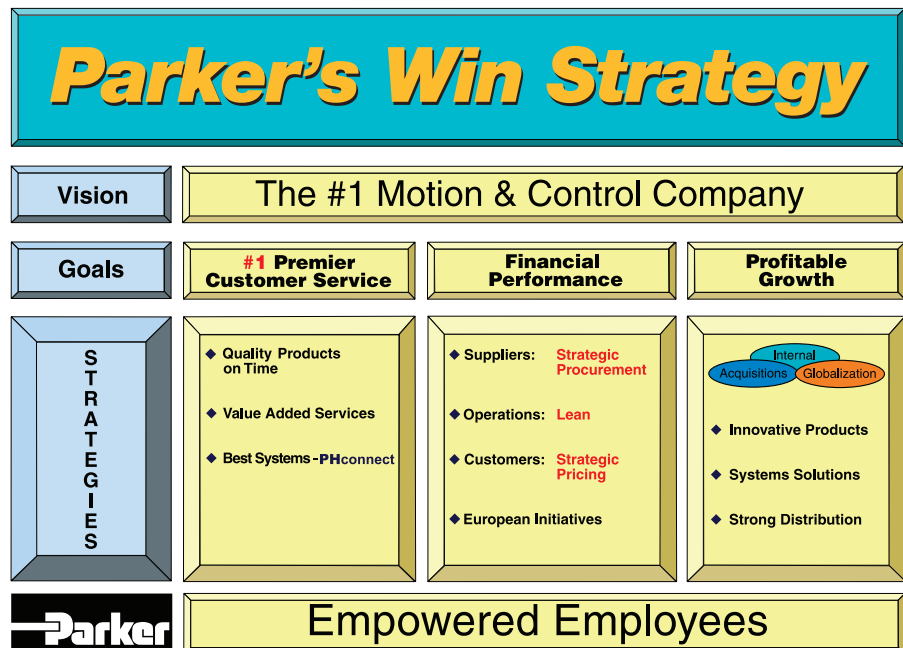 Parker's Win Strategy
Vision
The #1 Motion & Control Company
Goals
#1 Premier
Customer Service
Financial
Performance
Profitable
Growth
STRATEGIES
◆ Quality Products
on Time
◆ Value Added Services
◆ Best Systems - PHconnect
◆ Suppliers: Strategic
Procurement
◆ Operations: Lean
◆ Customers: Strategic
Pricing
◆ European Initiatives
Internal
Acquisitions
Globalization
◆ Innovative Products
◆ Systems Solutions
◆ Strong Distribution
Parker
Empowered Employees